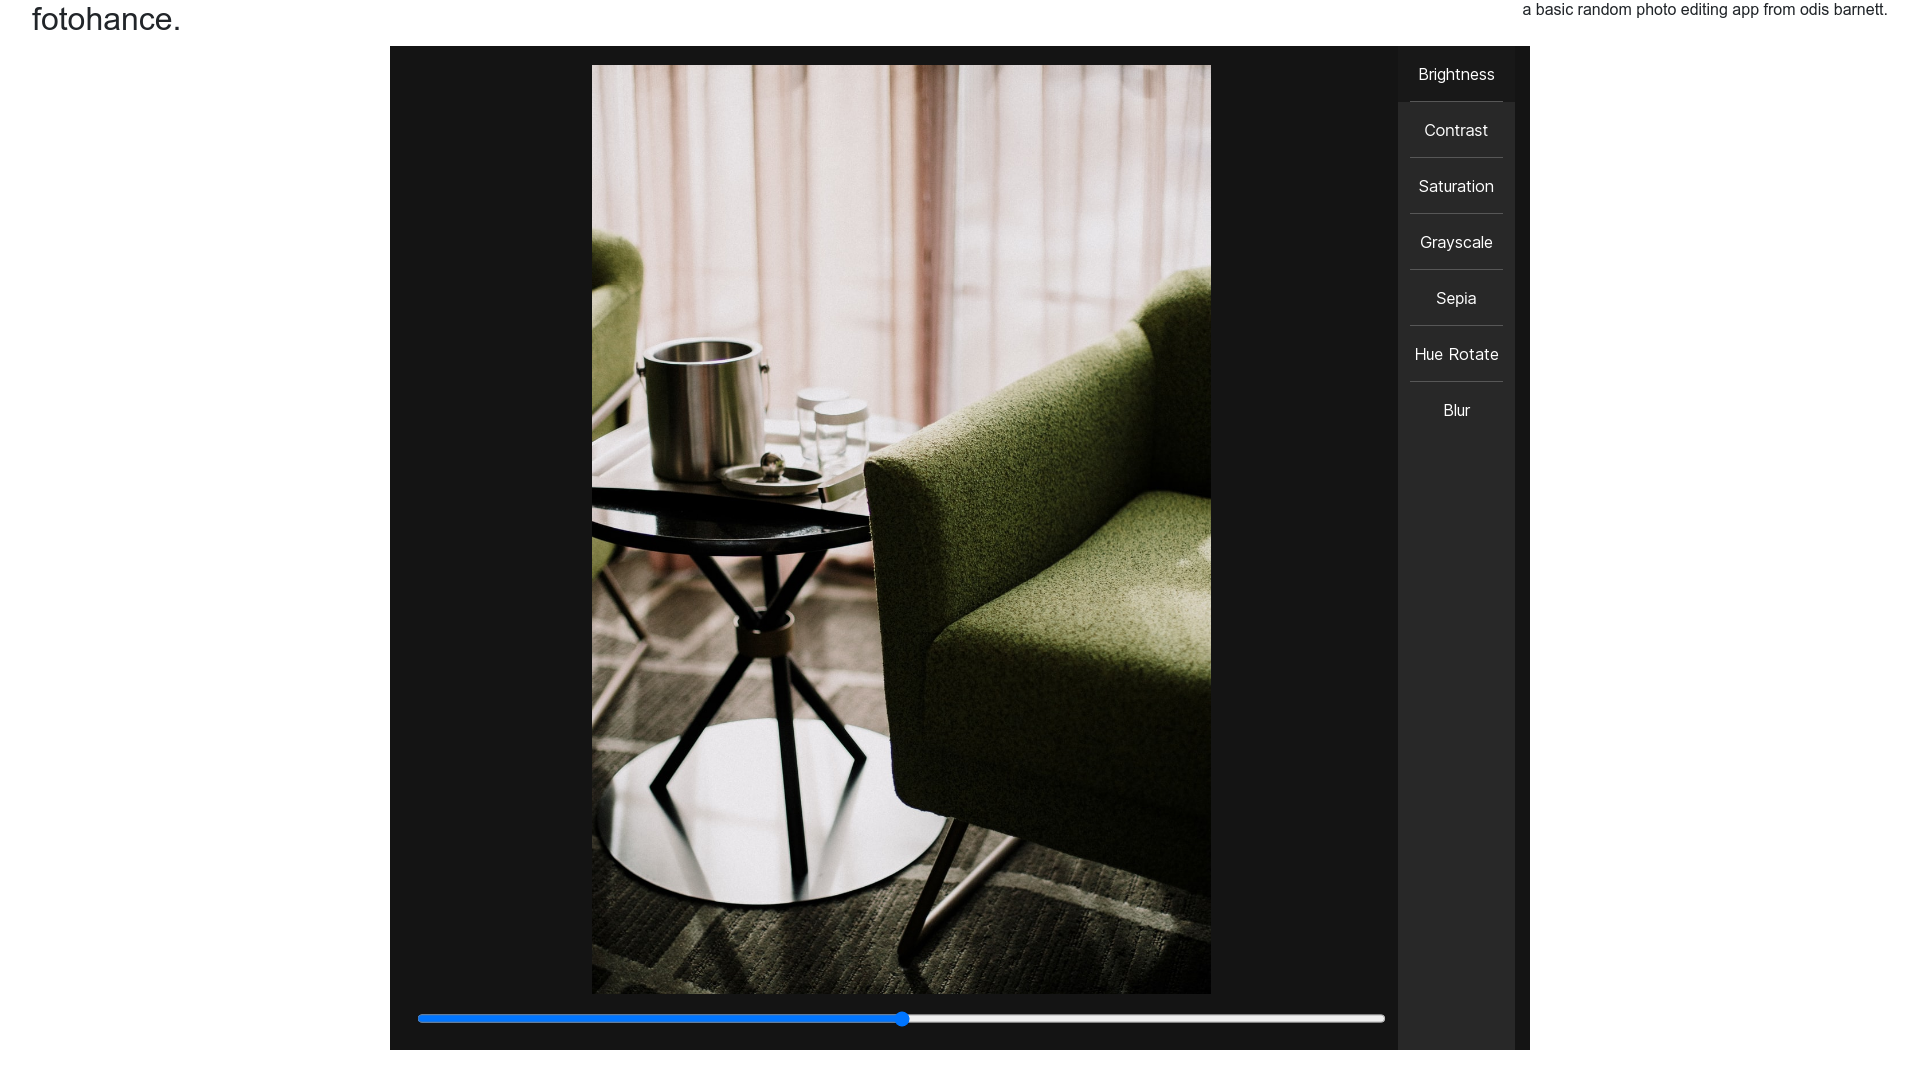 fotohance.
a basic random photo editing app from odis barnett.
Brightness
Contrast
Saturation
Grayscale
Sepia
Hue Rotate
Blur